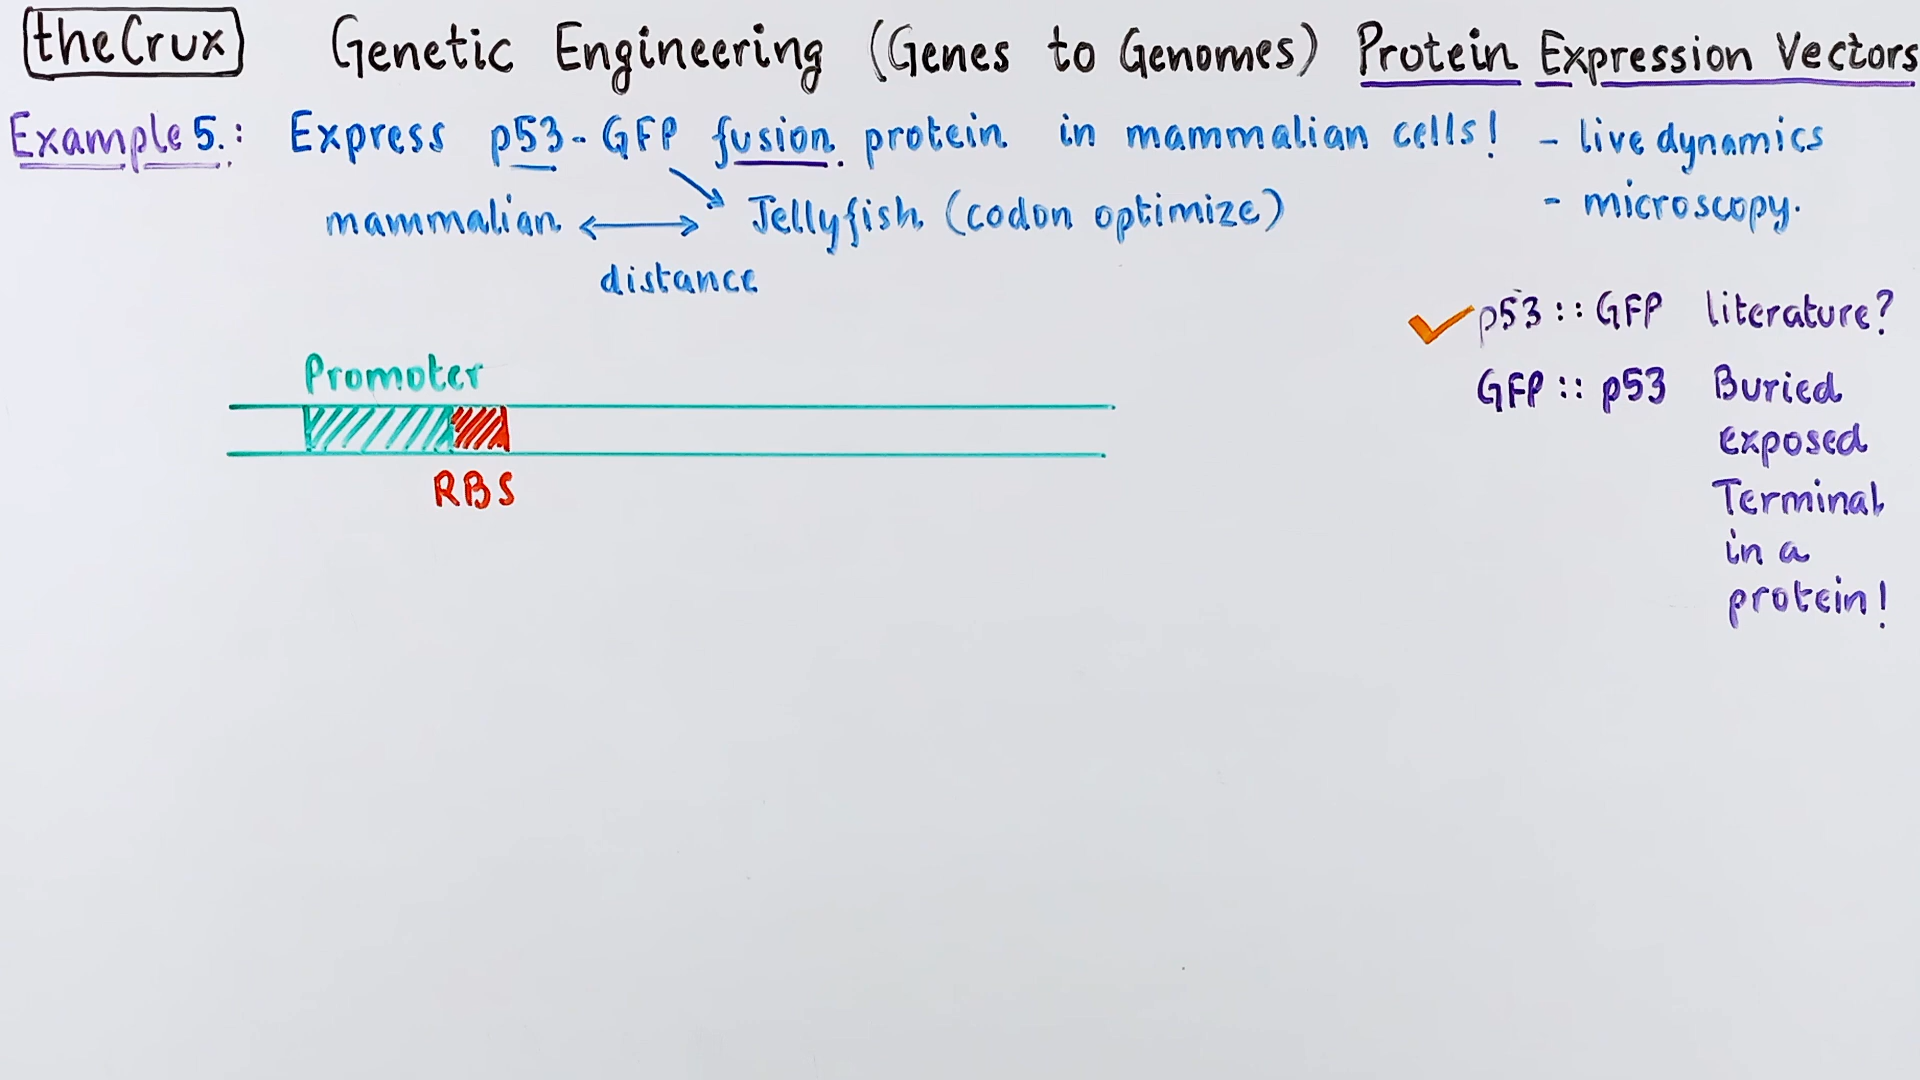 theCrux Genetic Engineering (Genes to Genomes) Protein Expression Vectors
Example 5.: Express p53-GFP fusion protein in mammalian cells! - live dynamics
mammalian Jellyfish (codon optimize) - microscopy.
distance
p53 :: GFP literature?
Promoter
GFP :: p53 Buried
exposed
RBS
Terminal
in a
protein!